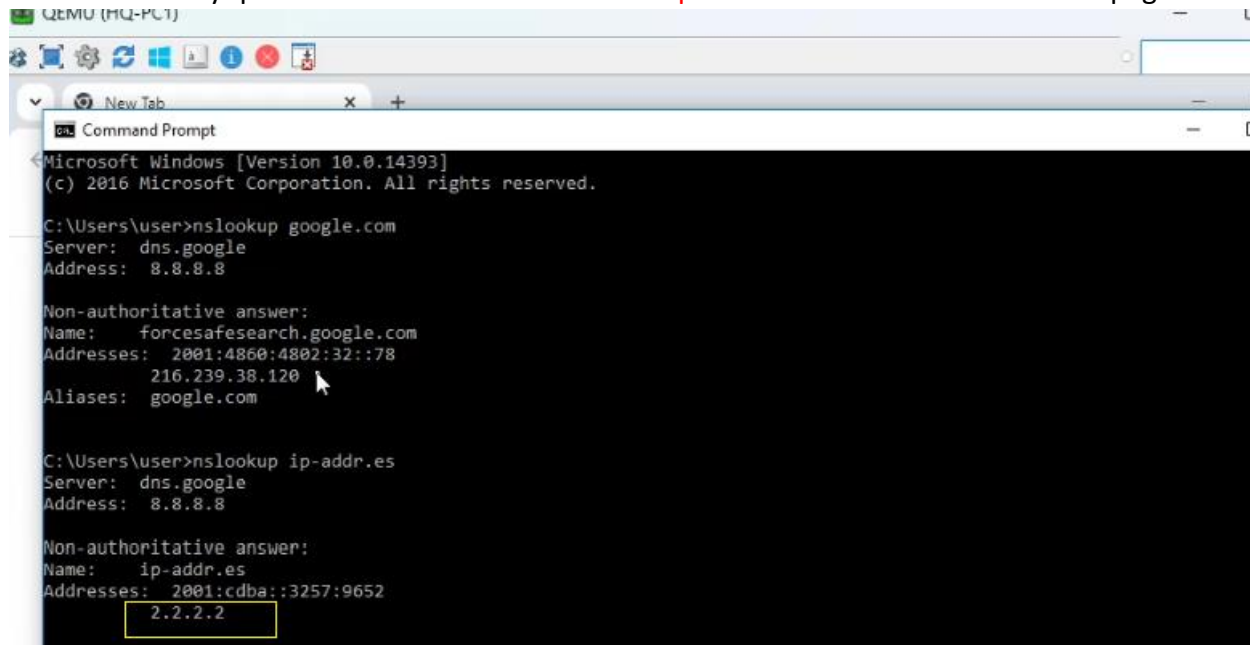 QEMU (HQ-PC1)
New Tab
Command Prompt
Microsoft Windows [Version 10.0.14393]
(c) 2016 Microsoft Corporation. All rights reserved.
C:\Users\user>nslookup google.com
Server:  dns.google
Address:  8.8.8.8
Non-authoritative answer:
Name:    forcesafesearch.google.com
Addresses:  2001:4860:4802:32::78
216.239.38.120
Aliases:  google.com
C:\Users\user>nslookup ip-addr.es
Server:  dns.google
Address:  8.8.8.8
Non-authoritative answer:
Name:    ip-addr.es
Addresses:  2001:cdba::3257:9652
2.2.2.2